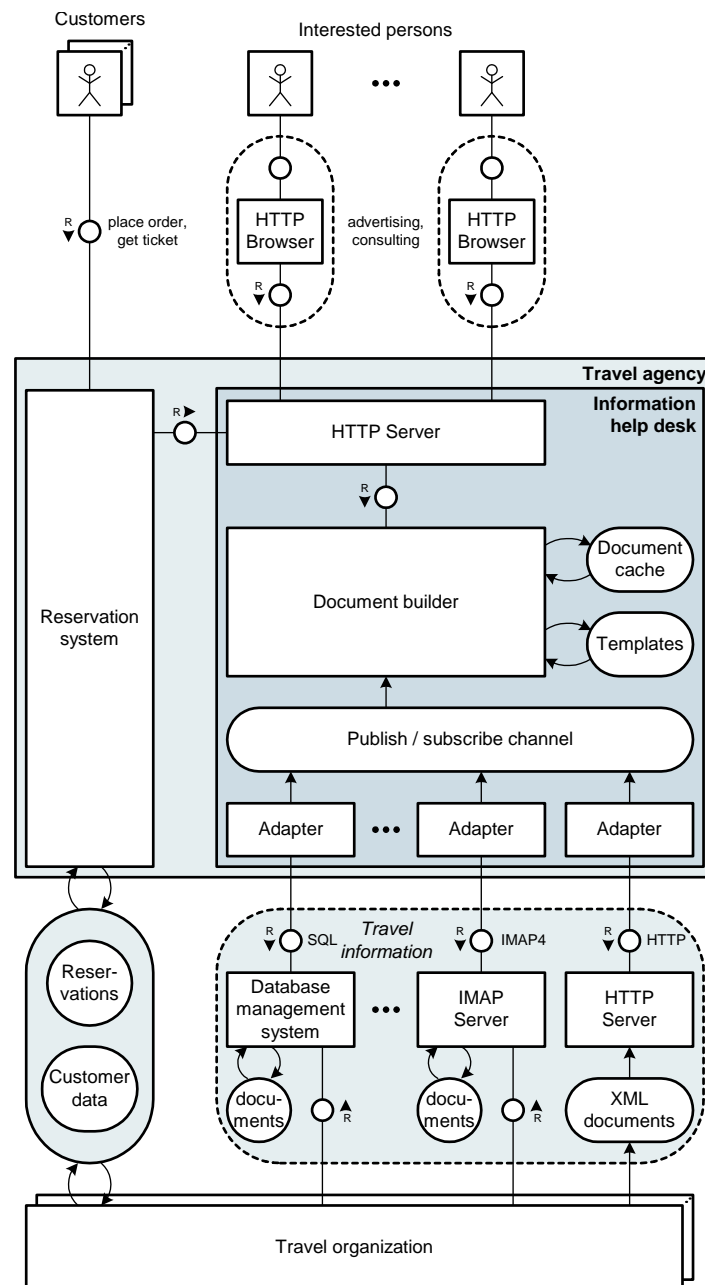 Customers
Interested persons
R
place order,
get ticket
HTTP
Browser
advertising,
consulting
HTTP
Browser
R
R
Travel agency
Information
help desk
R
HTTP Server
R
Reservation
system
Document builder
Document
cache
Templates
Publish / subscribe channel
Adapter
Adapter
Adapter
R
SQL
Travel
information
R
IMAP4
R
HTTP
Reser-
vations
Customer
data
Database
management
system
IMAP
Server
HTTP
Server
docu-
ments
R
docu-
ments
R
XML
documents
Travel organization